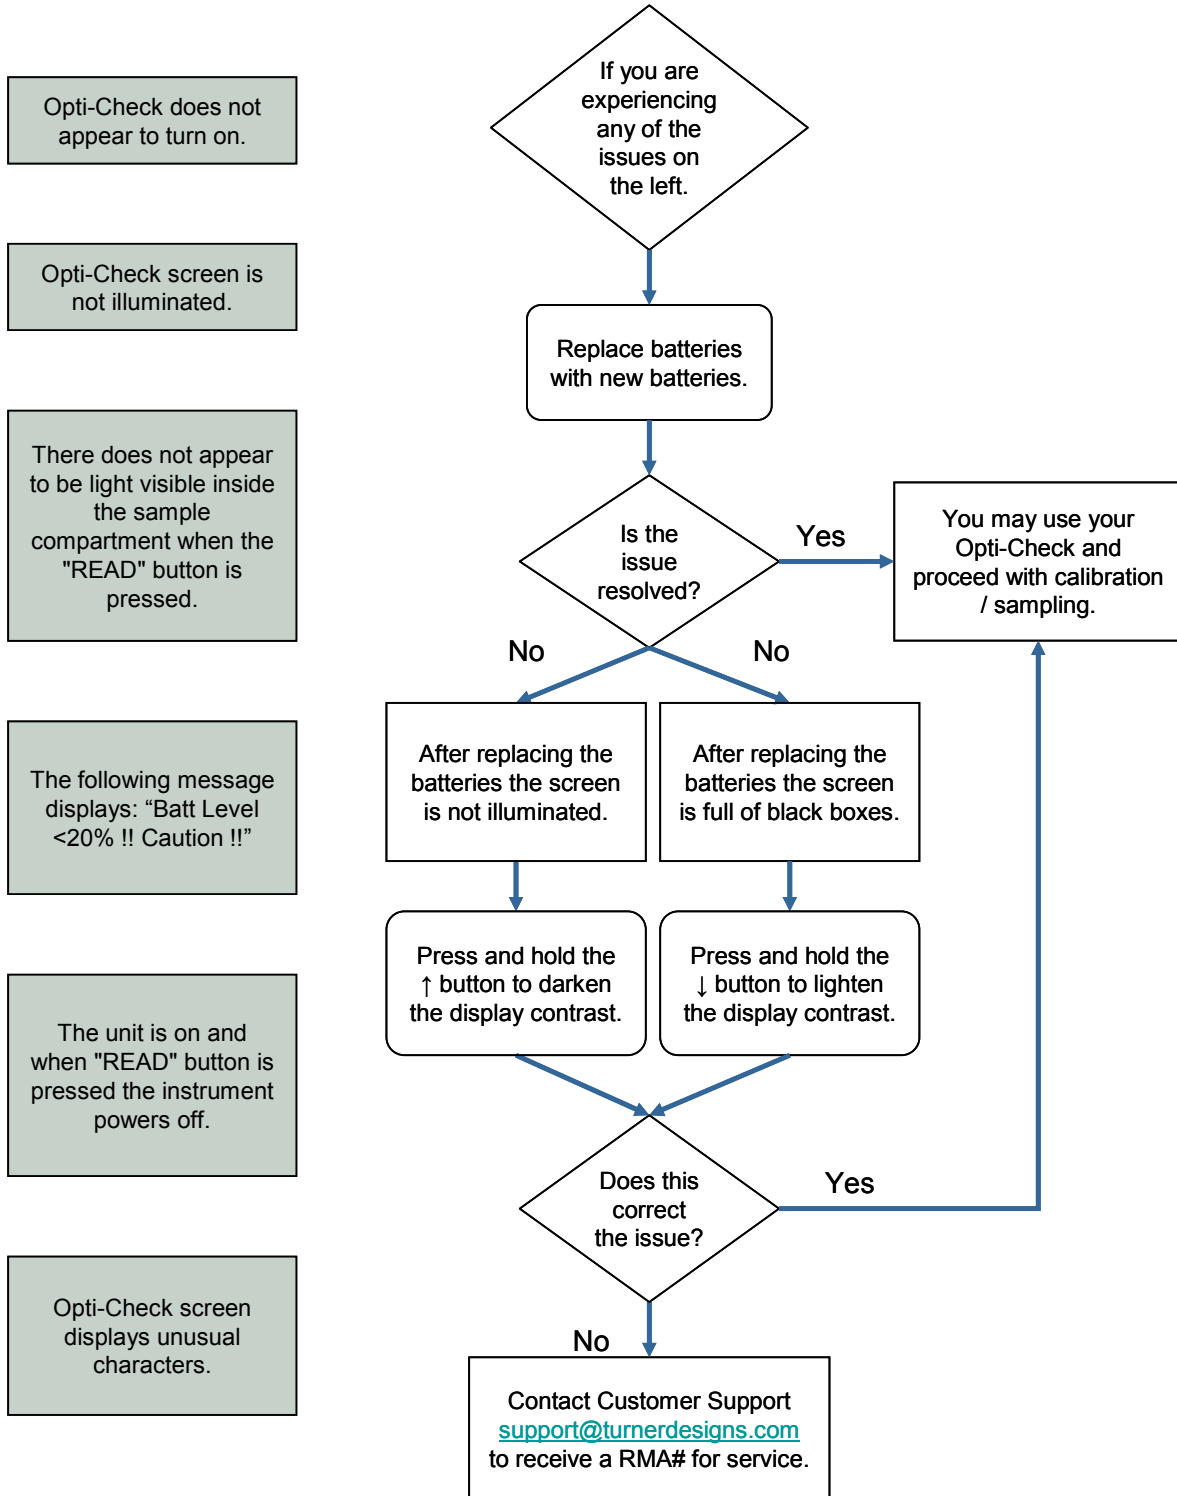 Opti-Check does not
appear to turn on.
Opti-Check screen is
not illuminated.
There does not appear
to be light visible inside
the sample
compartment when the
"READ" button is
pressed.
The following message
displays: “Batt Level
<20% !! Caution !!”
The unit is on and
when "READ" button is
pressed the instrument
powers off.
Opti-Check screen
displays unusual
characters.
If you are
experiencing
any of the
issues on
the left.
Replace batteries
with new batteries.
Is the
issue
resolved?
Yes
You may use your
Opti-Check and
proceed with calibration
/ sampling.
No
No
After replacing the
batteries the screen
is not illuminated.
After replacing the
batteries the screen
is full of black boxes.
Press and hold the
↑ button to darken
the display contrast.
Press and hold the
↓ button to lighten
the display contrast.
Does this
correct
the issue?
Yes
No
Contact Customer Support
support@turnerdesigns.com
to receive a RMA# for service.